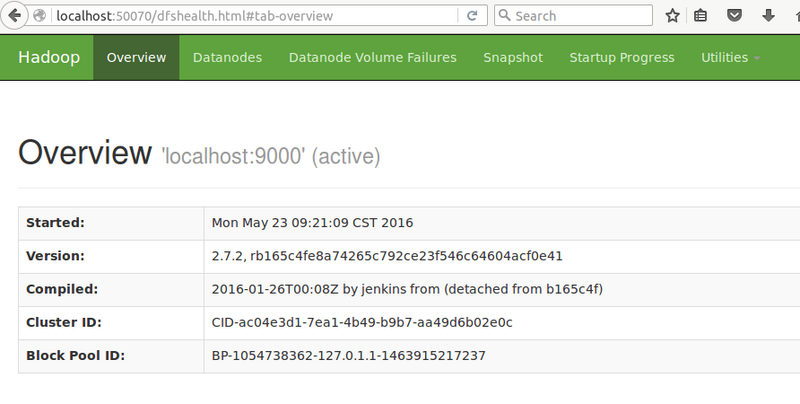 localhost:50070/dfshealth.html#tab-overview Search
Hadoop Overview Datanodes Datanode Volume Failures Snapshot Startup Progress Utilities
Overview 'localhost:9000' (active)
Started: Mon May 23 09:21:09 CST 2016
Version: 2.7.2, rb165c4fe8a74265c792ce23f546c64604acf0e41
Compiled: 2016-01-26T00:08Z by jenkins from (detached from b165c4f)
Cluster ID: CID-ac04e3d1-7ea1-4b49-b9b7-aa49d6b02e0c
Block Pool ID: BP-1054738362-127.0.1.1-1463915217237